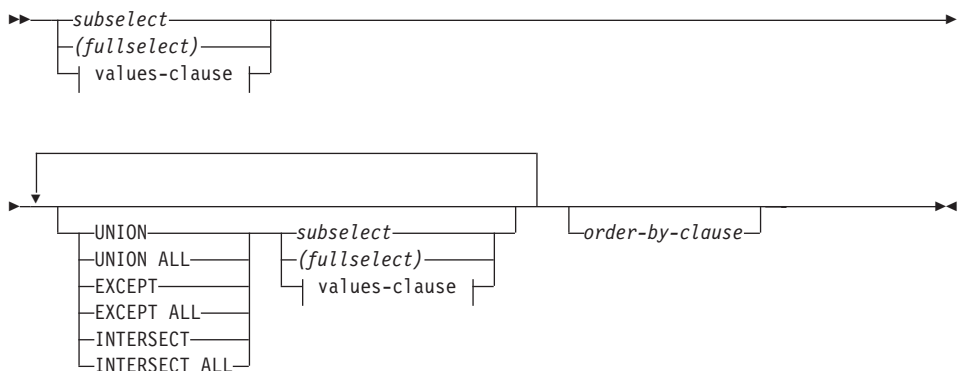 subselect
(fullselect)
values-clause
UNION subselect
UNION ALL (fullselect)
EXCEPT values-clause
EXCEPT ALL
INTERSECT
INTERSECT ALL
order-by-clause